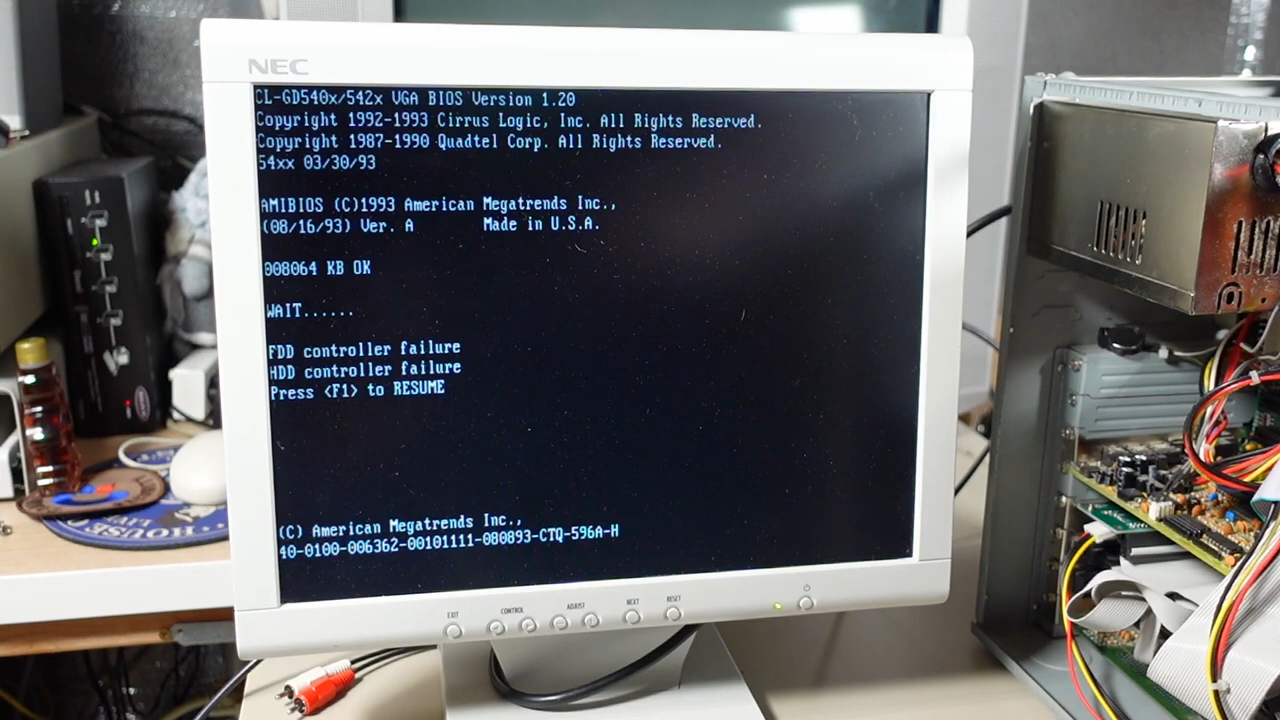 NEC
CL-GD540x/542x VGA BIOS Version 1.20
Copyright 1992-1993 Cirrus Logic, Inc. All Rights Reserved.
Copyright 1987-1990 Quadtel Corp. All Rights Reserved.
54xx 03/30/93
AMIBIOS (C)1993 American Megatrends Inc.,
(08/16/93) Ver. A Made in U.S.A.
008064 KB OK
WAIT......
FDD controller failure
HDD controller failure
Press <F1> to RESUME
(C) American Megatrends Inc.,
40-0100-006362-00101111-080893-CTQ-596A-H
EXIT CONTROL ADJUST NEXT RESET
HOUSE O
LIVE